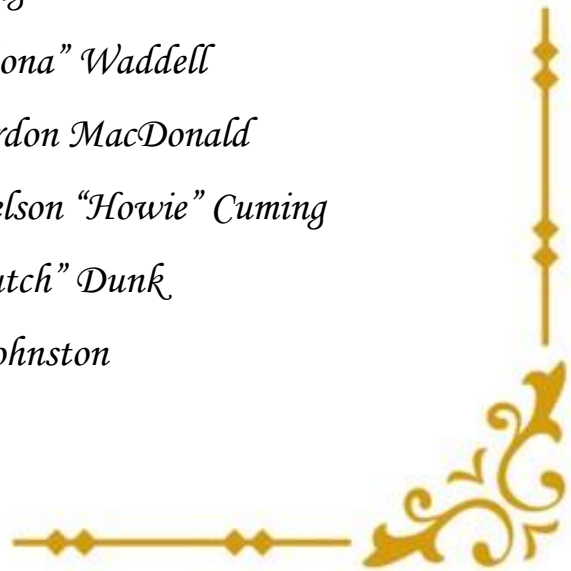 ona” Waddell
rdon MacDonald
elson “Howie” Cuming
utch” Dunk
ohnston